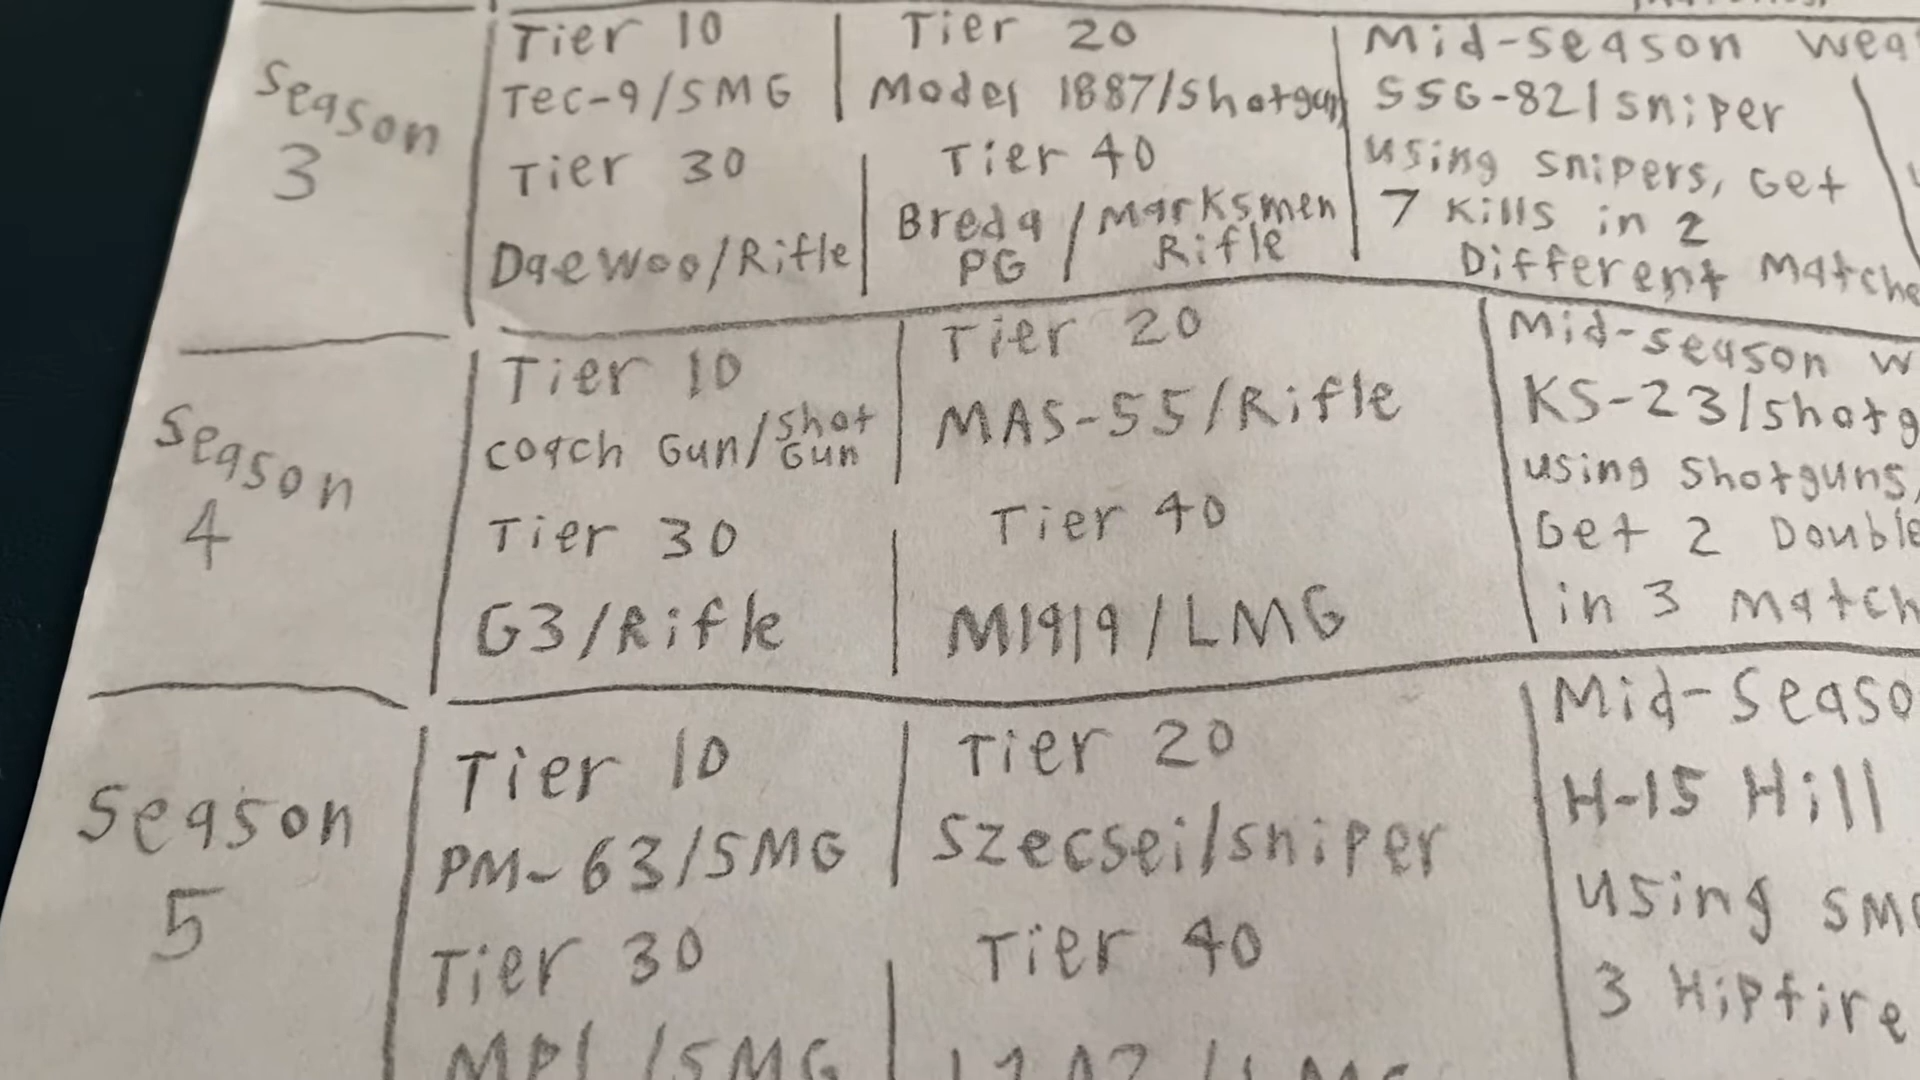 Season
3
Tier 10
Tec-9/SMG
Tier 20
Model 1887/Shotgun
Tier 30
Daewoo/Rifle
Tier 40
Breda PG / Marksmen Rifle
Mid-season
SSG-82/sniper
using snipers, Get
7 Kills in 2
Different
Season
4
Tier 10
Coach Gun/Shot Gun
Tier 20
MAS-55/Rifle
Tier 30
G3/Rifle
Tier 40
M1919/LMG
Mid-season
KS-23/
using Shotguns,
Get 2
in 3
Season
5
Tier 10
PM-63/SMG
Tier 20
Szecsei/sniper
Tier 30
/SMG
Tier 40
H-15 Hill
using
3 Hipfire